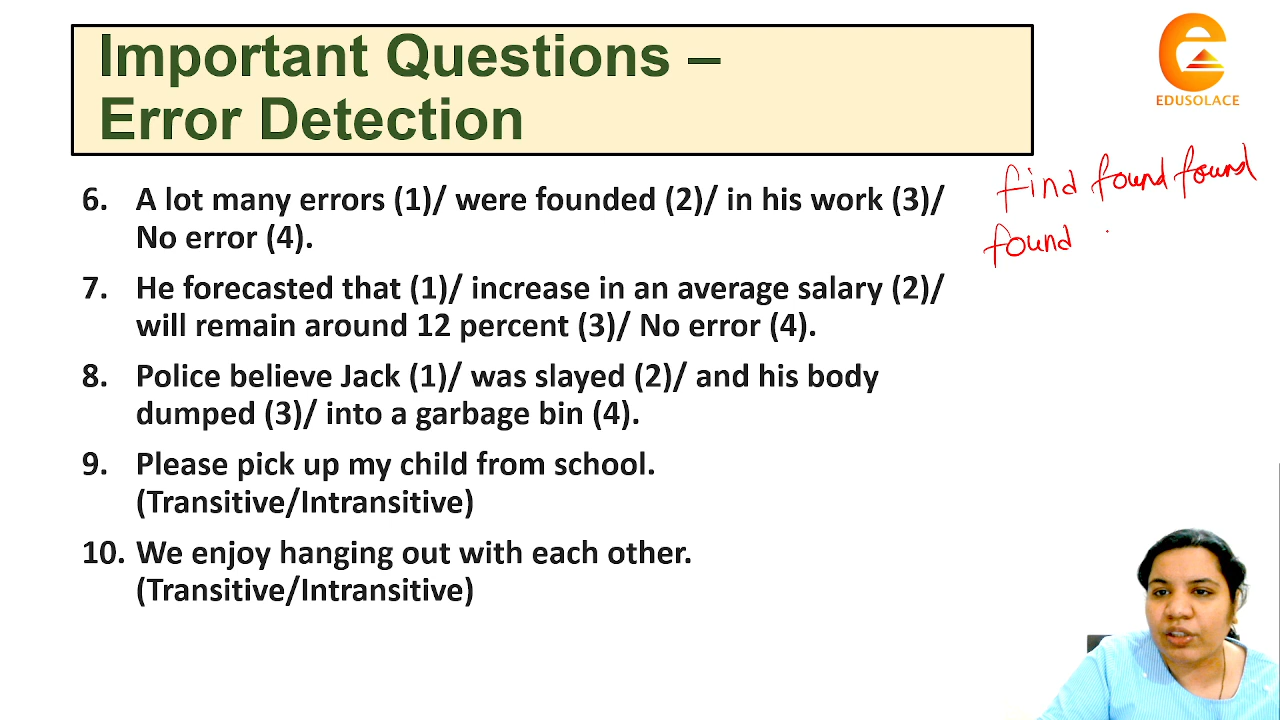 Important Questions –
Error Detection
EDUSOLACE
find found found
found
6. A lot many errors (1)/ were founded (2)/ in his work (3)/
No error (4).
7. He forecasted that (1)/ increase in an average salary (2)/
will remain around 12 percent (3)/ No error (4).
8. Police believe Jack (1)/ was slayed (2)/ and his body
dumped (3)/ into a garbage bin (4).
9. Please pick up my child from school.
(Transitive/Intransitive)
10. We enjoy hanging out with each other.
(Transitive/Intransitive)